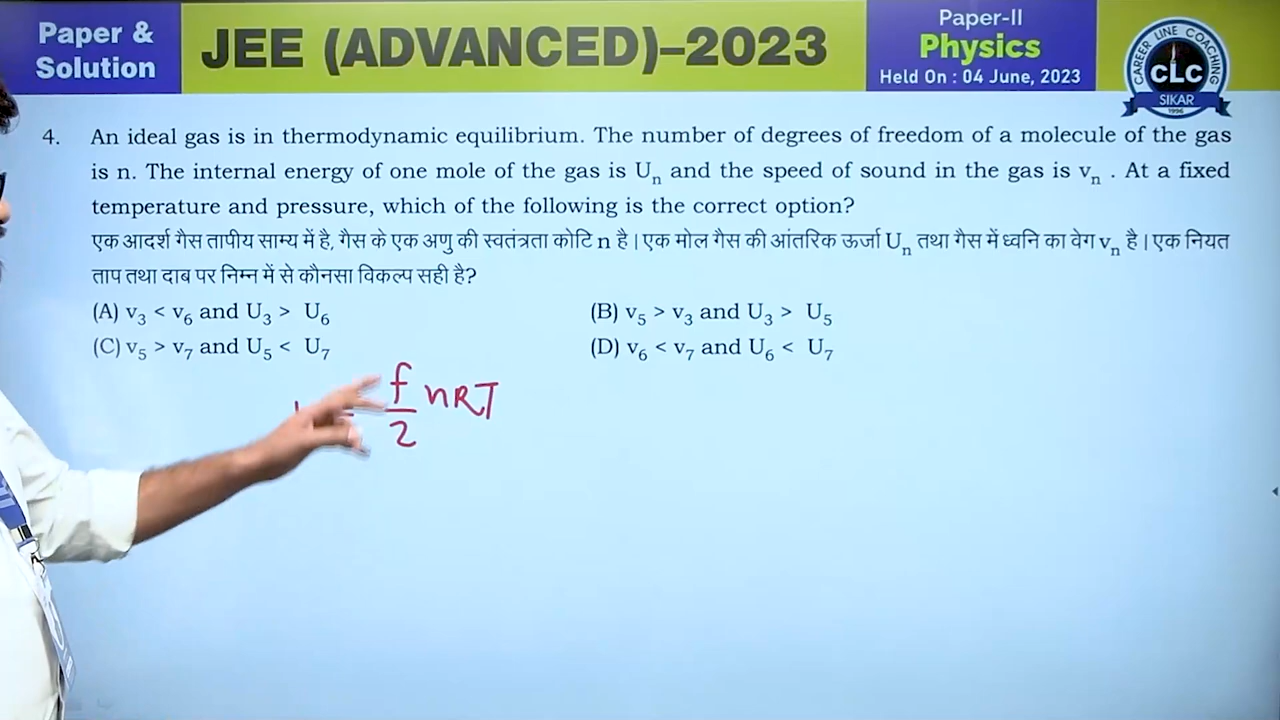 Paper &
Solution
JEE (ADVANCED)–2023
Paper-II
Physics
Held On : 04 June, 2023
CAREER LINE COACHING
CLC
SIKAR
1996
4. An ideal gas is in thermodynamic equilibrium. The number of degrees of freedom of a molecule of the gas
is n. The internal energy of one mole of the gas is Uₙ and the speed of sound in the gas is vₙ . At a fixed
temperature and pressure, which of the following is the correct option?
एक आदर्श गैस तापीय साम्य में है, गैस के एक अणु की स्वतंत्रता कोटि n है। एक मोल गैस की आंतरिक ऊर्जा Uₙ तथा गैस में ध्वनि का वेग vₙ है। एक नियत
ताप तथा दाब पर निम्न में से कौनसा विकल्प सही है?
(A) v₃ < v₆ and U₃ > U₆ (B) v₅ > v₃ and U₃ > U₅
(C) v₅ > v₇ and U₅ < U₇ (D) v₆ < v₇ and U₆ < U₇
f/2 nRT